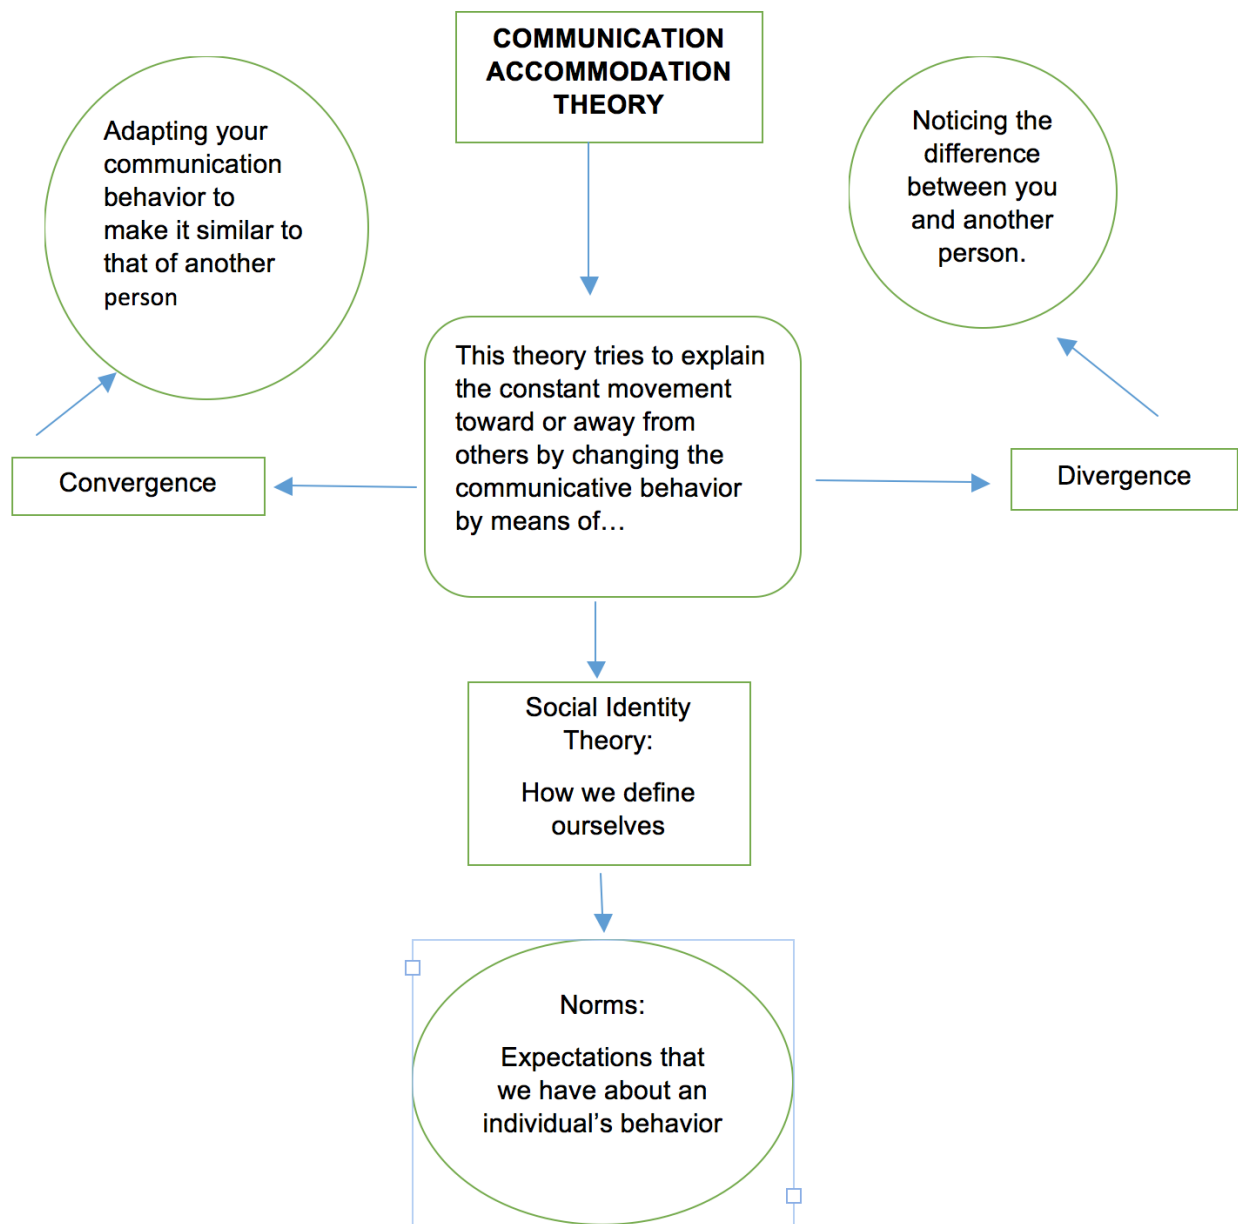 COMMUNICATION
ACCOMMODATION
THEORY
Adapting your
communication
behavior to
make it similar to
that of another
person
Noticing the
difference
between you
and another
person.
This theory tries to explain
the constant movement
toward or away from
others by changing the
communicative behavior
by means of…
Convergence
Divergence
Social Identity
Theory:
How we define
ourselves
Norms:
Expectations that
we have about an
individual’s behavior